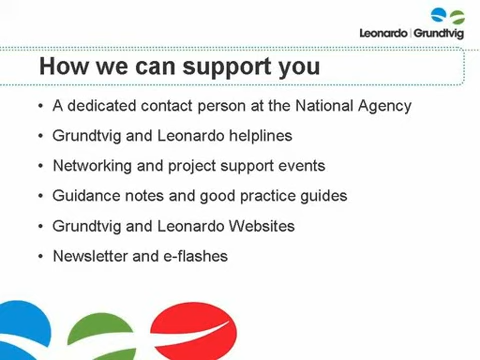 Leonardo | Grundtvig
How we can support you
• A dedicated contact person at the National Agency
• Grundtvig and Leonardo helplines
• Networking and project support events
• Guidance notes and good practice guides
• Grundtvig and Leonardo Websites
• Newsletter and e-flashes